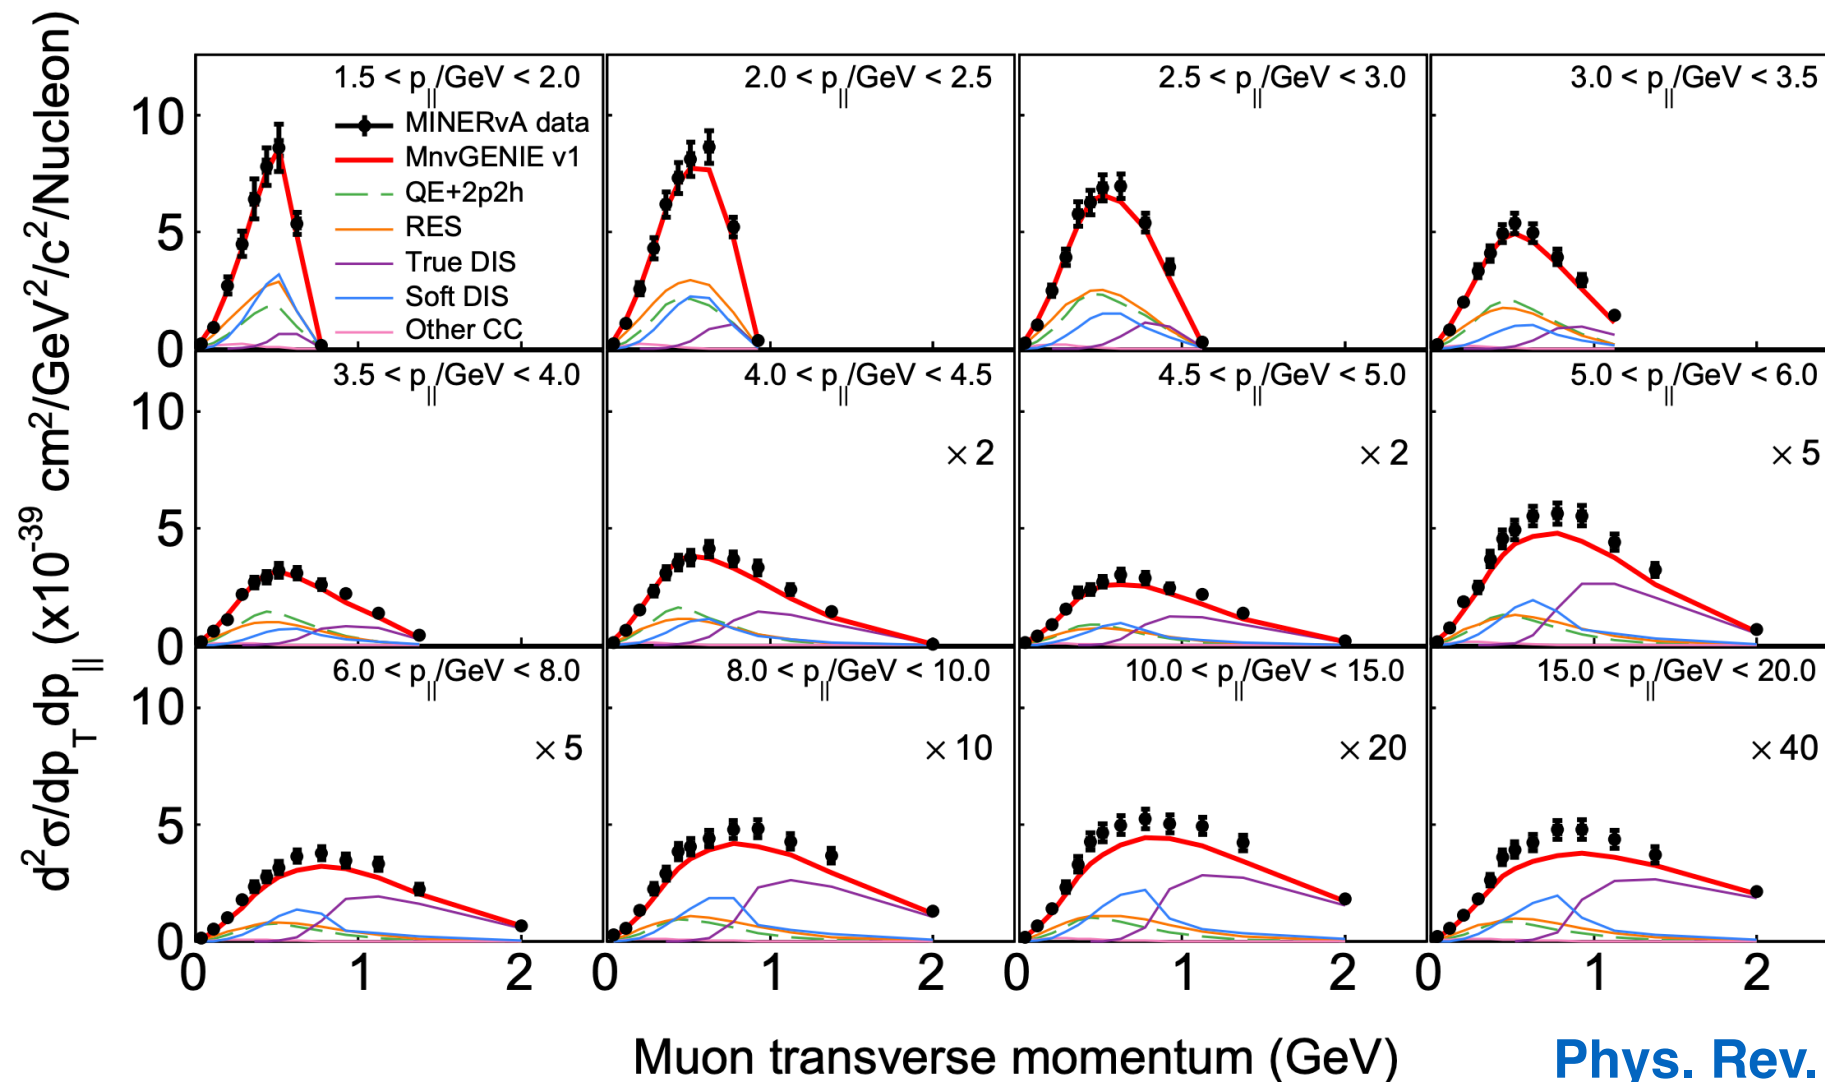 d²σ/dp_T dp_|| (x10⁻³⁹ cm²/GeV²/c²/Nucleon)
1.5 < p_||/GeV < 2.0
2.0 < p_||/GeV < 2.5
2.5 < p_||/GeV < 3.0
3.0 < p_||/GeV < 3.5
MINERvA data
MnvGENIE v1
QE+2p2h
RES
True DIS
Soft DIS
Other CC
10
5
0
3.5 < p_||/GeV < 4.0
4.0 < p_||/GeV < 4.5
4.5 < p_||/GeV < 5.0
5.0 < p_||/GeV < 6.0
× 2
× 2
× 5
10
5
0
6.0 < p_||/GeV < 8.0
8.0 < p_||/GeV < 10.0
10.0 < p_||/GeV < 15.0
15.0 < p_||/GeV < 20.0
× 5
× 10
× 20
× 40
10
5
0
0 1 2 0 1 2 0 1 2 0 1 2
Muon transverse momentum (GeV)
Phys. Rev.